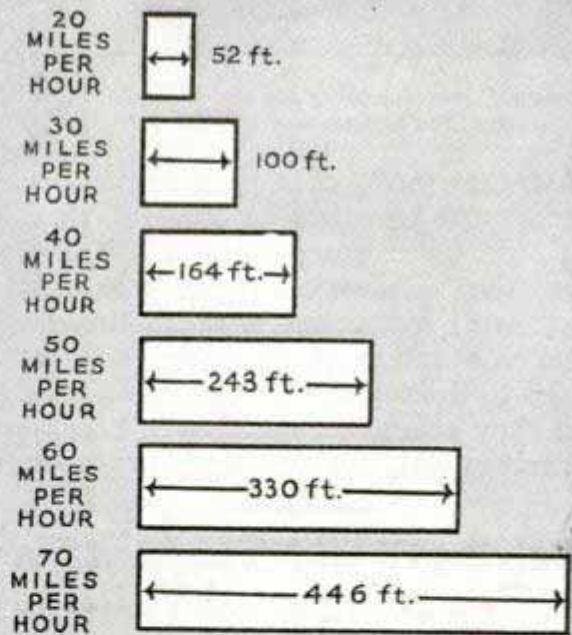 20
MILES
PER
HOUR
52 ft.
30
MILES
PER
HOUR
100 ft.
40
MILES
PER
HOUR
164 ft.
50
MILES
PER
HOUR
243 ft.
60
MILES
PER
HOUR
330 ft.
70
MILES
PER
HOUR
446 ft.